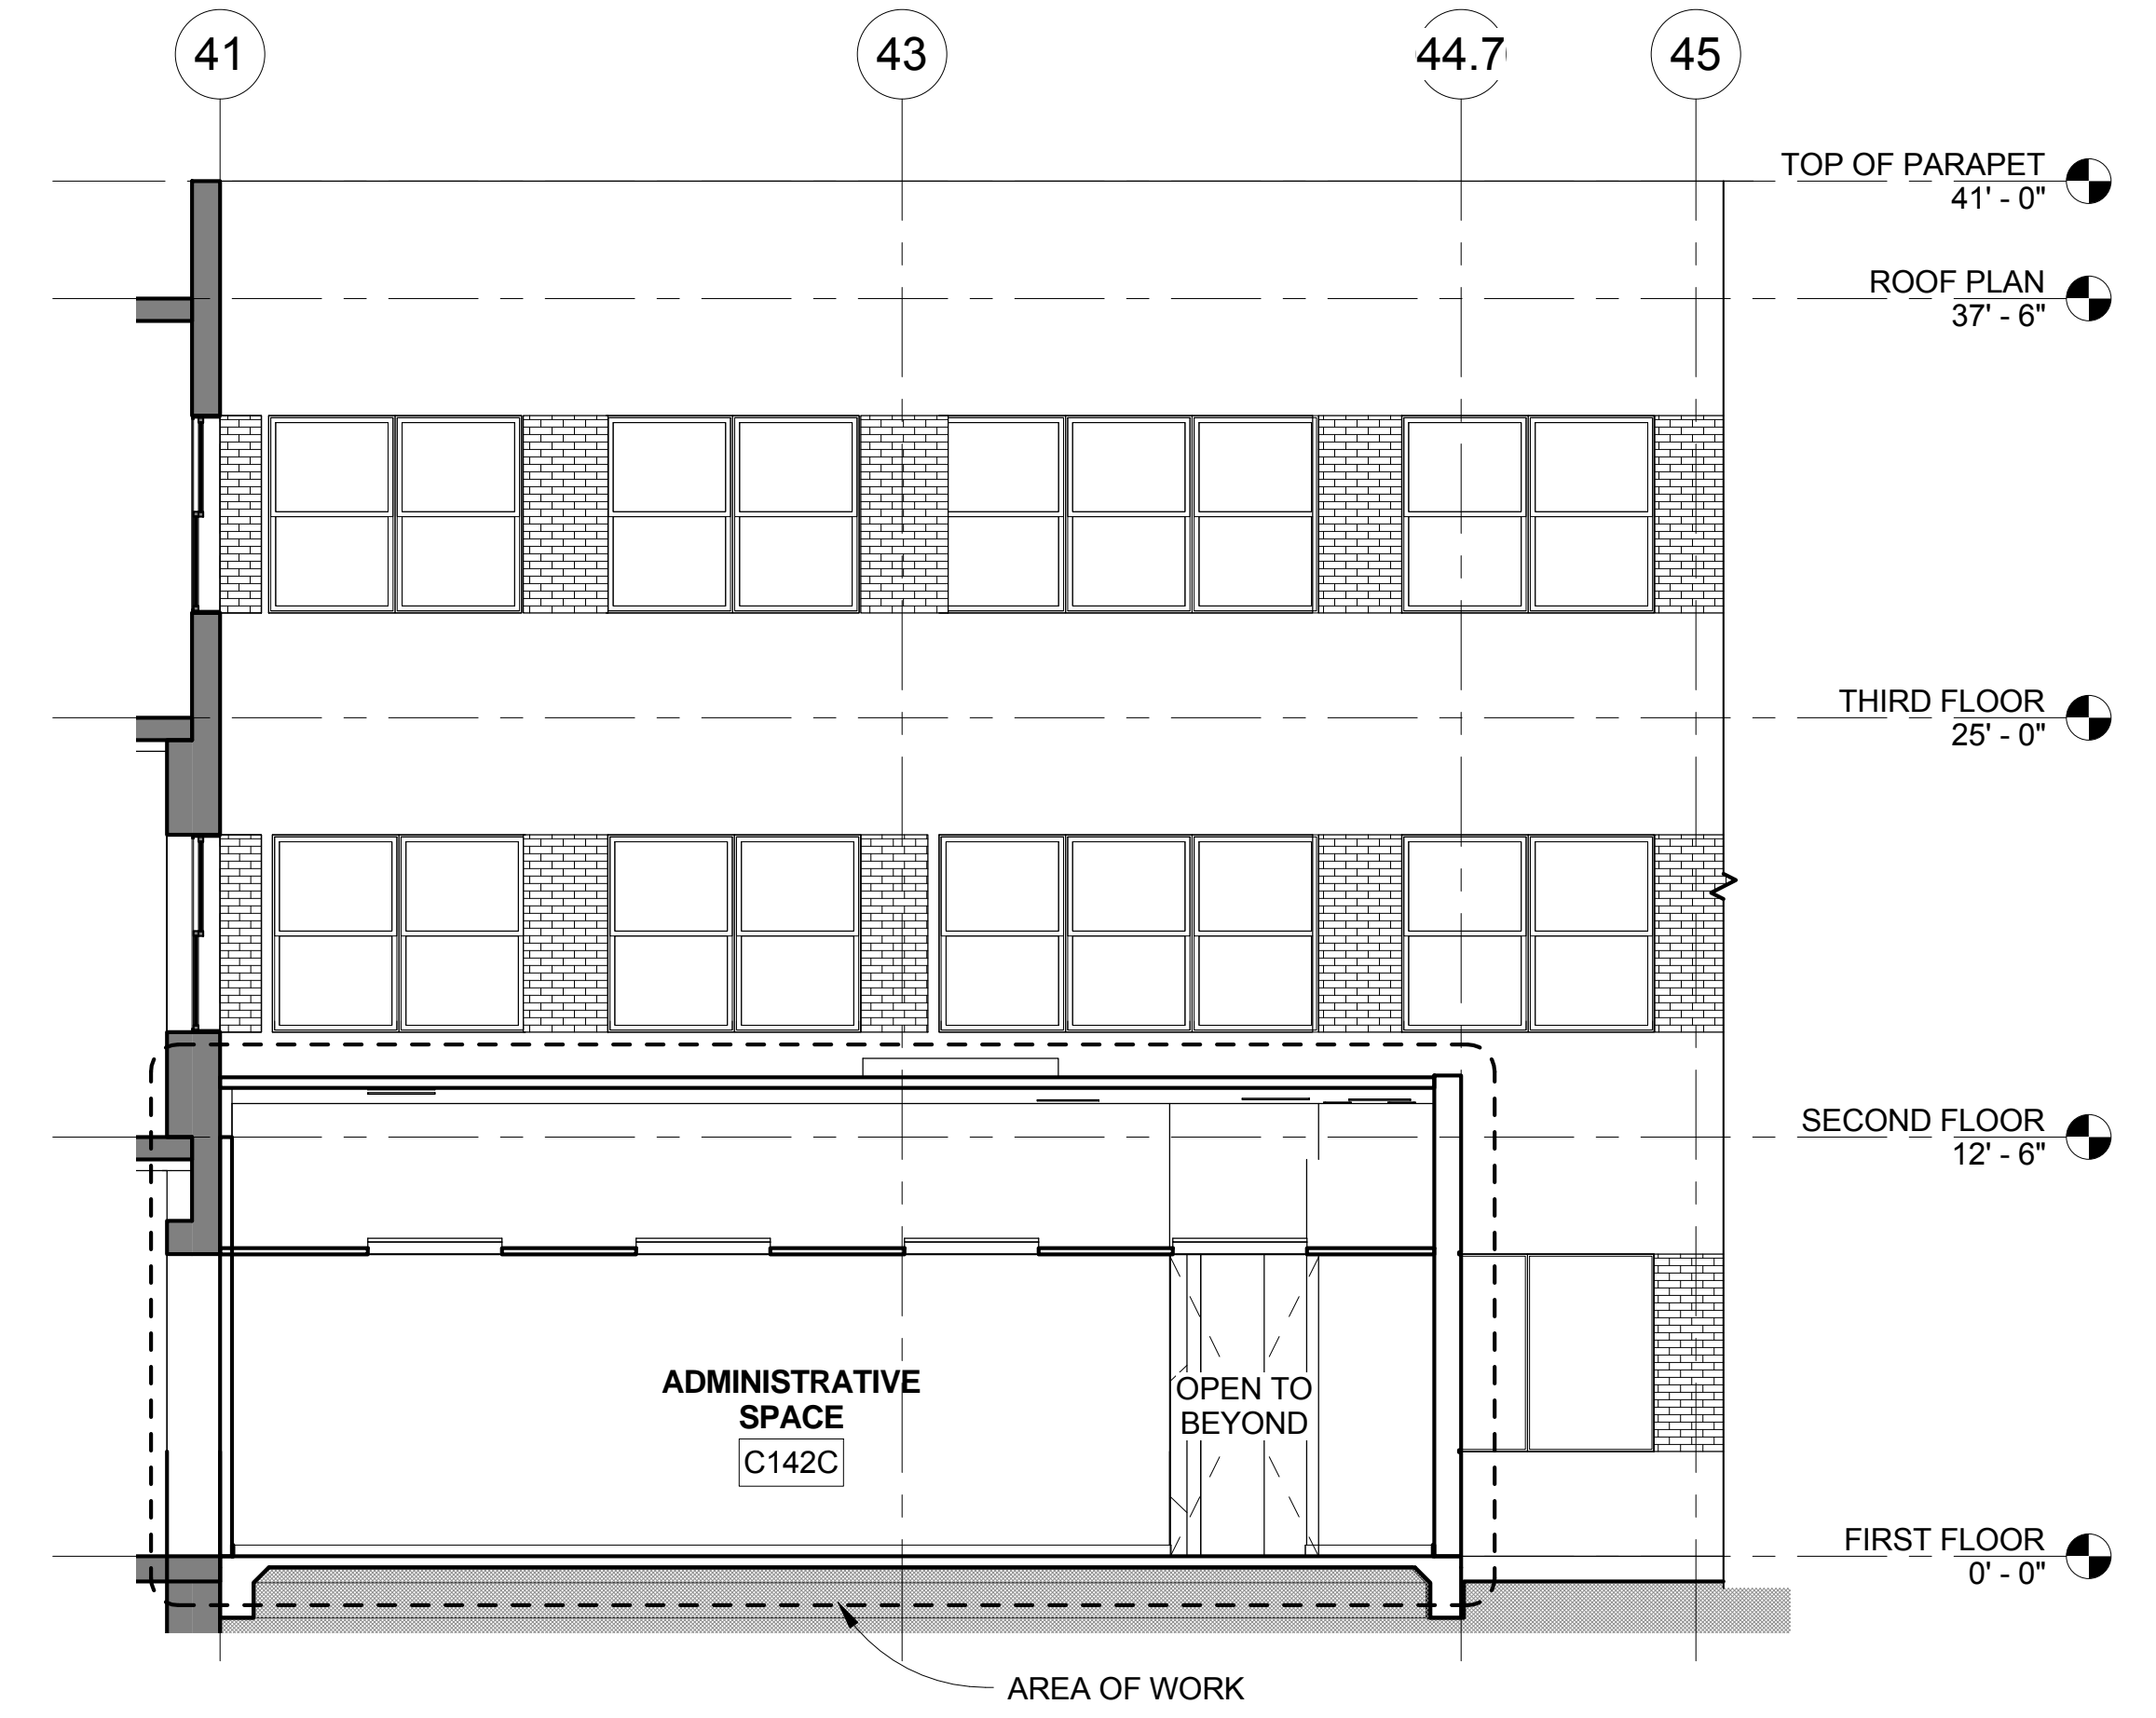 41
43
44.7
45
TOP OF PARAPET
41' - 0"
ROOF PLAN
37' - 6"
THIRD FLOOR
25' - 0"
SECOND FLOOR
12' - 6"
ADMINISTRATIVE
SPACE
C142C
OPEN TO
BEYOND
FIRST FLOOR
0' - 0"
AREA OF WORK